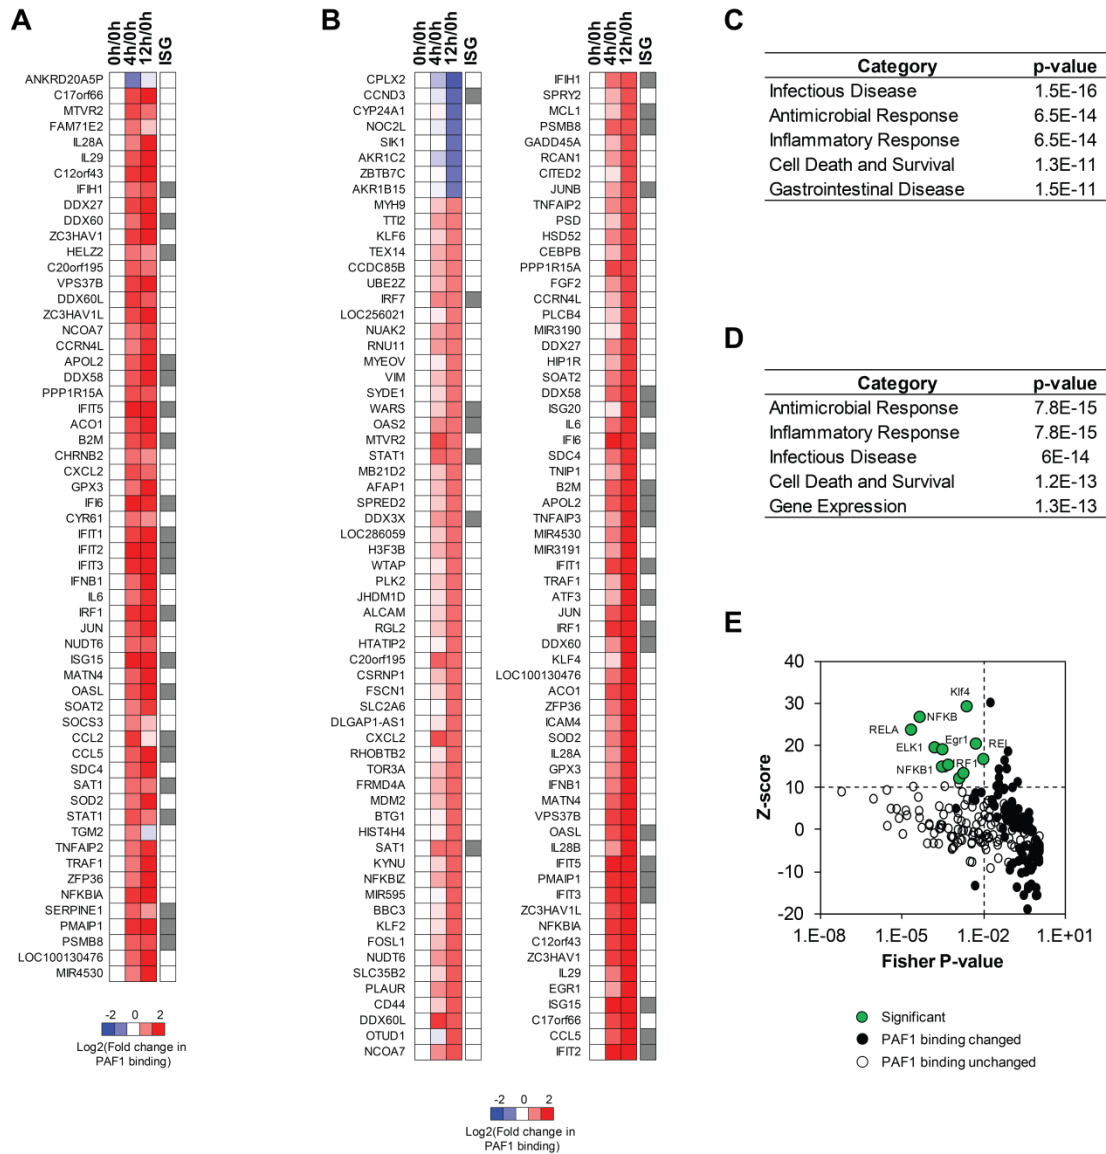 A
0h/0h
4h/0h
12h/0h
ISG
ANKRD20A5P
C17orf66
MTVR2
FAM71E2
IL28A
IL29
C12orf43
IFIH1
DDX27
DDX60
ZC3HAV1
HELZ2
C20orf195
VPS37B
DDX60L
ZC3HAV1L
NCOA7
CCRN4L
APOL2
DDX58
PPP1R15A
IFIT5
ACO1
B2M
CHRNB2
CXCL2
GPX3
IFI6
CYR61
IFIT1
IFIT2
IFIT3
IFNB1
IL6
IRF1
JUN
NUDT6
ISG15
MATN4
OASL
SOAT2
SOCS3
CCL2
CCL5
SDC4
SAT1
SOD2
STAT1
TGM2
TNFAIP2
TRAF1
ZFP36
NFKBIA
SERPINE1
PMAIP1
PSMB8
LOC100130476
MIR4530
-2 0 2
Log2(Fold change in
PAF1 binding)
B
0h/0h
4h/0h
12h/0h
ISG
CPLX2
CCND3
CYP24A1
NOC2L
SIK1
AKR1C2
ZBTB7C
AKR1B15
MYH9
TTI2
KLF6
TEX14
CCDC85B
UBE2Z
IRF7
LOC256021
NUAK2
RNU11
MYEOV
VIM
SYDE1
WARS
OAS2
MTVR2
STAT1
MB21D2
AFAP1
SPRED2
DDX3X
LOC286059
H3F3B
WTAP
PLK2
JHDM1D
ALCAM
RGL2
HTATIP2
C20orf195
CSRNP1
FSCN1
SLC2A6
DLGAP1-AS1
CXCL2
RHOBTB2
TOR3A
FRMD4A
MDM2
BTG1
HIST4H4
SAT1
KYNU
NFKBIZ
MIR595
BBC3
KLF2
FOSL1
NUDT6
SLC35B2
PLAUR
CD44
DDX60L
OTUD1
NCOA7
0h/0h
4h/0h
12h/0h
ISG
IFIH1
SPRY2
MCL1
PSMB8
GADD45A
RCAN1
CITED2
JUNB
TNFAIP2
PSD
HSD52
CEBPB
PPP1R15A
FGF2
CCRN4L
PLCB4
MIR3190
DDX27
HIP1R
SOAT2
DDX58
ISG20
IL6
IFI6
SDC4
TNIP1
B2M
APOL2
TNFAIP3
MIR4530
MIR3191
IFIT1
TRAF1
ATF3
JUN
IRF1
DDX60
KLF4
LOC100130476
ACO1
ZFP36
ICAM4
SOD2
IL28A
GPX3
IFNB1
MATN4
VPS37B
OASL
IL28B
IFIT5
PMAIP1
IFIT3
ZC3HAV1L
NFKBIA
C12orf43
ZC3HAV1
IL29
EGR1
ISG15
C17orf66
CCL5
IFIT2
-2 0 2
Log2(Fold change in
PAF1 binding)
C
Category p-value
Infectious Disease 1.5E-16
Antimicrobial Response 6.5E-14
Inflammatory Response 6.5E-14
Cell Death and Survival 1.3E-11
Gastrointestinal Disease 1.5E-11
D
Category p-value
Antimicrobial Response 7.8E-15
Inflammatory Response 7.8E-15
Infectious Disease 6E-14
Cell Death and Survival 1.2E-13
Gene Expression 1.3E-13
E
Z-score
40
30
20
10
0
-10
-20
Klf4
NFKB
RELA
Egr1
REL
ELK1
NFKB1
IRF1
1.E-08 1.E-05 1.E-02 1.E+01
Fisher P-value
Significant
PAF1 binding changed
PAF1 binding unchanged